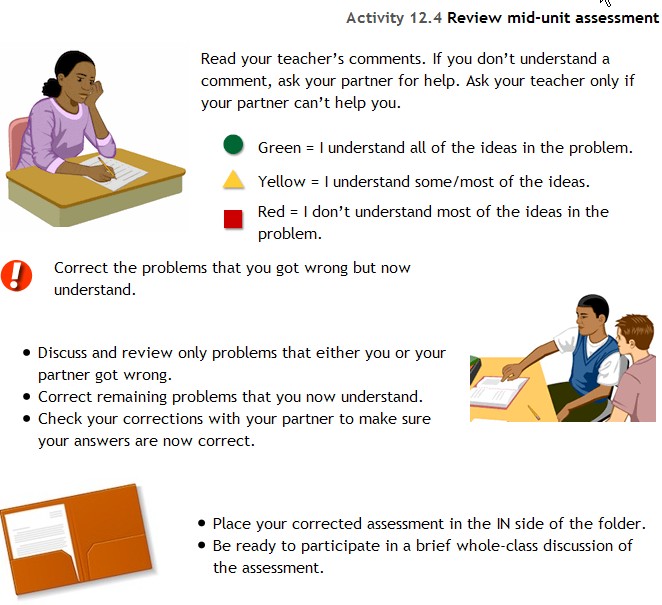 Activity 12.4 Review mid-unit assessment
Read your teacher's comments. If you don't understand a
comment, ask your partner for help. Ask your teacher only if
your partner can't help you.
Green = I understand all of the ideas in the problem.
Yellow = I understand some/most of the ideas.
Red = I don't understand most of the ideas in the
problem.
Correct the problems that you got wrong but now
understand.
• Discuss and review only problems that either you or your
partner got wrong.
• Correct remaining problems that you now understand.
• Check your corrections with your partner to make sure
your answers are now correct.
• Place your corrected assessment in the IN side of the folder.
• Be ready to participate in a brief whole-class discussion of
the assessment.